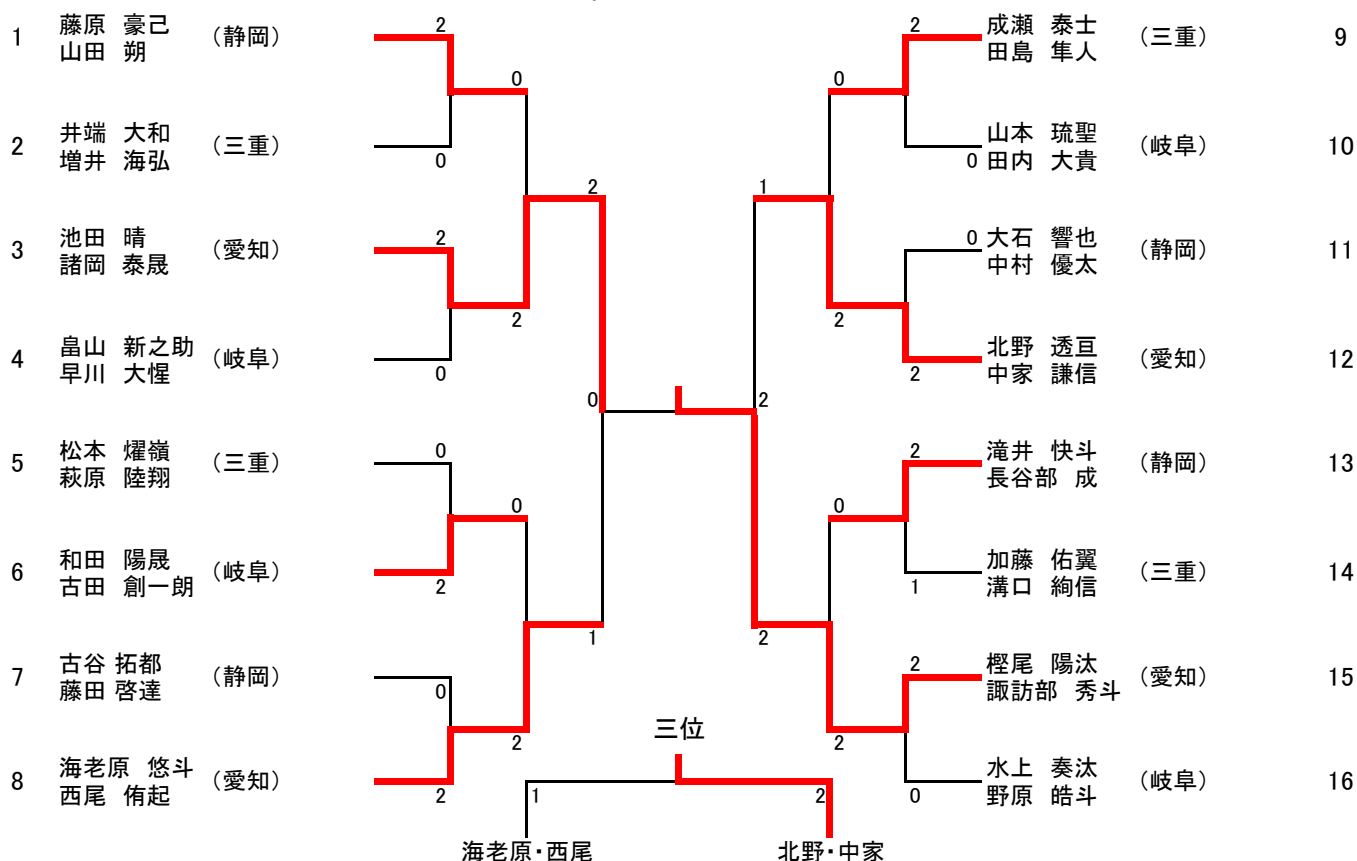 1 藤原 豪己 (静岡) 2
山田 朔
0
2 井端 大和 (三重) 0
増井 海弘
2
3 池田 晴 (愛知) 2
諸岡 泰晟
2
4 畠山 新之助 (岐阜) 0
早川 大惺
0
5 松本 燿嶺 (三重) 0
萩原 陸翔
0
6 和田 陽晟 (岐阜) 2
古田 創一朗
1
7 古谷 拓都 (静岡) 0
藤田 啓達
2
8 海老原 悠斗 (愛知) 2
西尾 侑起
2 成瀬 泰士 (三重) 9
田島 隼人
0
0 山本 琉聖 (岐阜) 10
田内 大貴
1
0 大石 響也 (静岡) 11
中村 優太
2
2 北野 透亘 (愛知) 12
中家 謙信
2
2 滝井 快斗 (静岡) 13
長谷部 成
0
1 加藤 佑翼 (三重) 14
溝口 絢信
2
2 樫尾 陽汰 (愛知) 15
諏訪部 秀斗
2
0 水上 奏汰 (岐阜) 16
野原 皓斗
三位
1 2
海老原・西尾 北野・中家